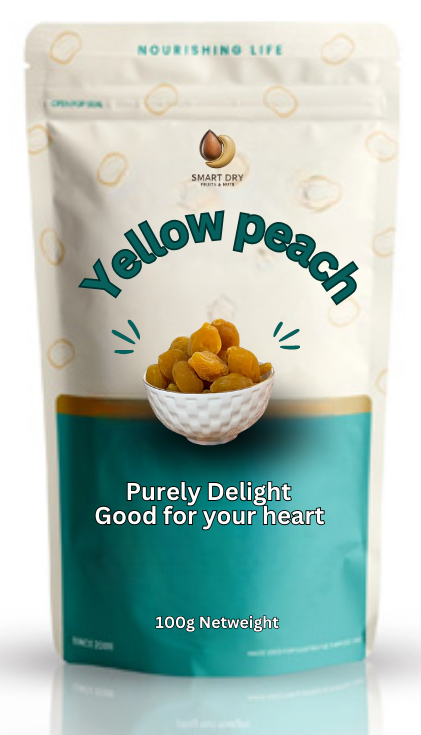 NOURISHING LIFE
SMART DRY
FRUITS & NUTS
Yellow peach
Purely Delight
Good for your heart
100g Netweight